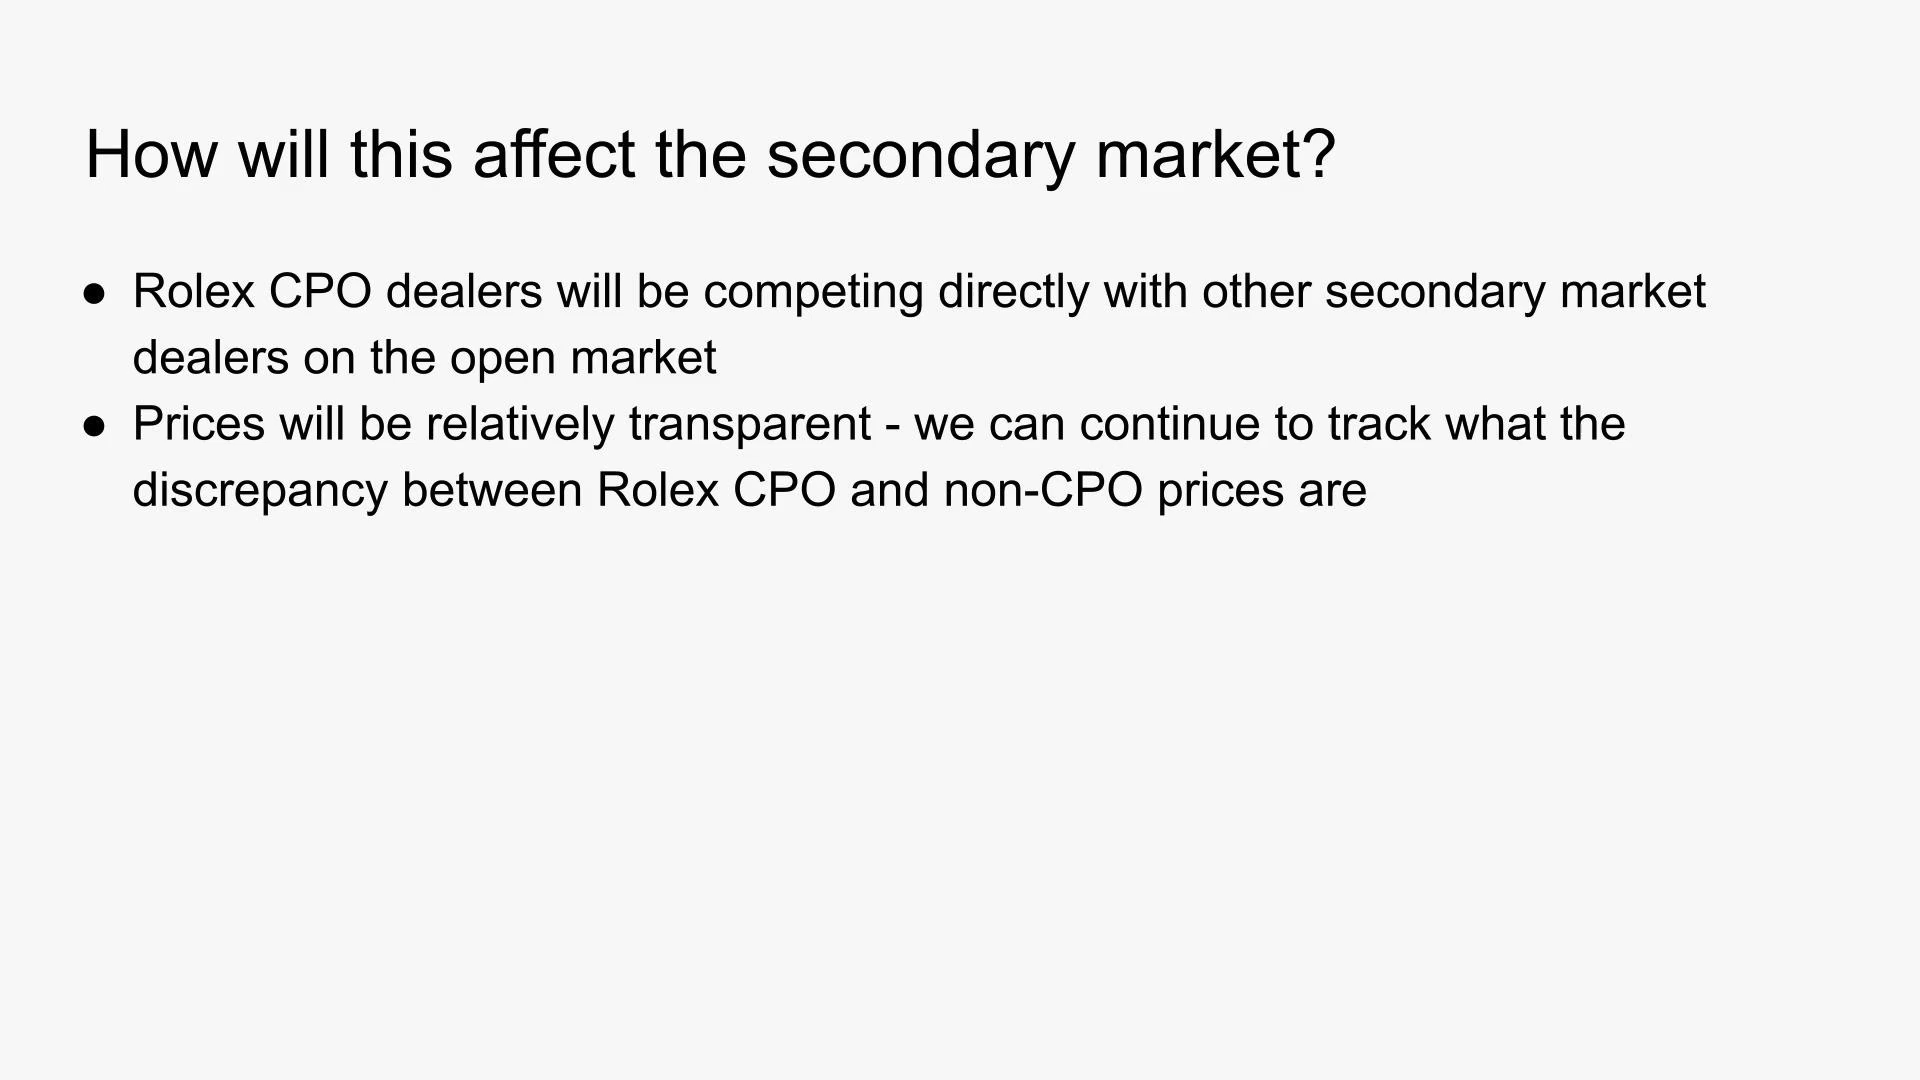 How will this affect the secondary market?
● Rolex CPO dealers will be competing directly with other secondary market
dealers on the open market
● Prices will be relatively transparent - we can continue to track what the
discrepancy between Rolex CPO and non-CPO prices are